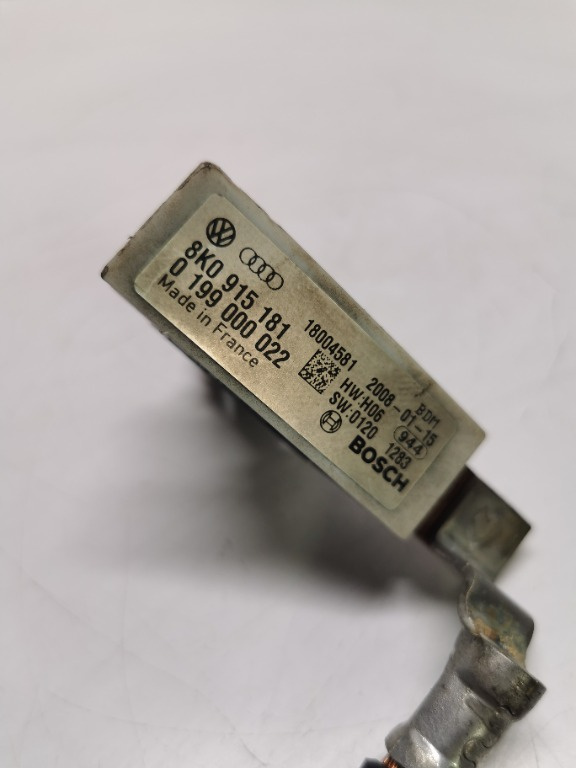 8K0 915 181
0 199 000 022
Made in France
18004581
2008-01-15
BDM
HW:H06
944
SW:0120
1283
BOSCH